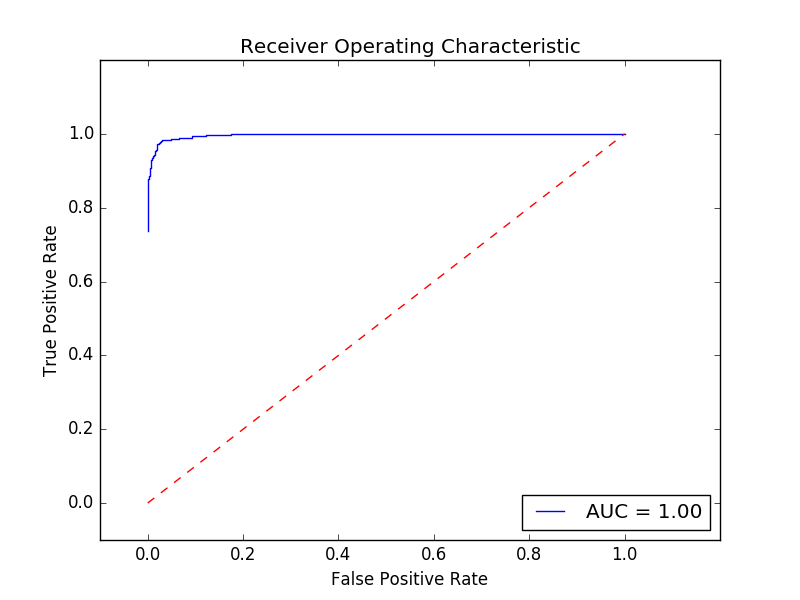 Receiver Operating Characteristic
True Positive Rate
1.0
0.8
0.6
0.4
0.2
0.0
AUC = 1.00
0.0 0.2 0.4 0.6 0.8 1.0
False Positive Rate